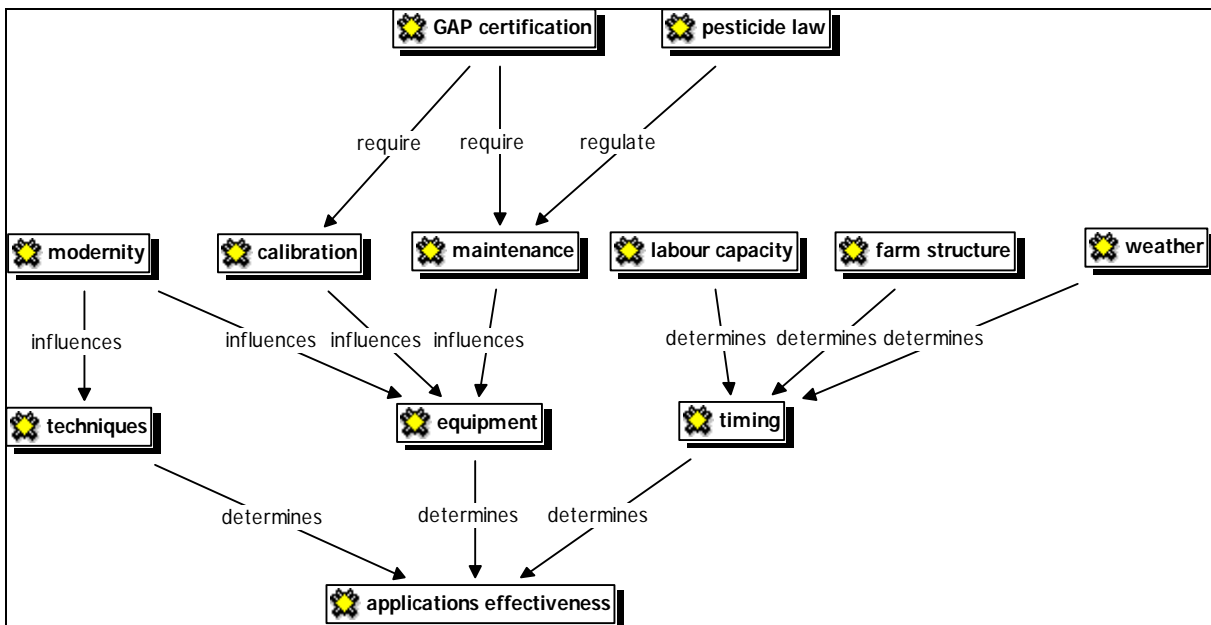 GAP certification
pesticide law
require
require
regulate
modernity
calibration
maintenance
labour capacity
farm structure
weather
influences
influences
influences
influences
determines
determines
determines
techniques
equipment
timing
determines
determines
determines
applications effectiveness